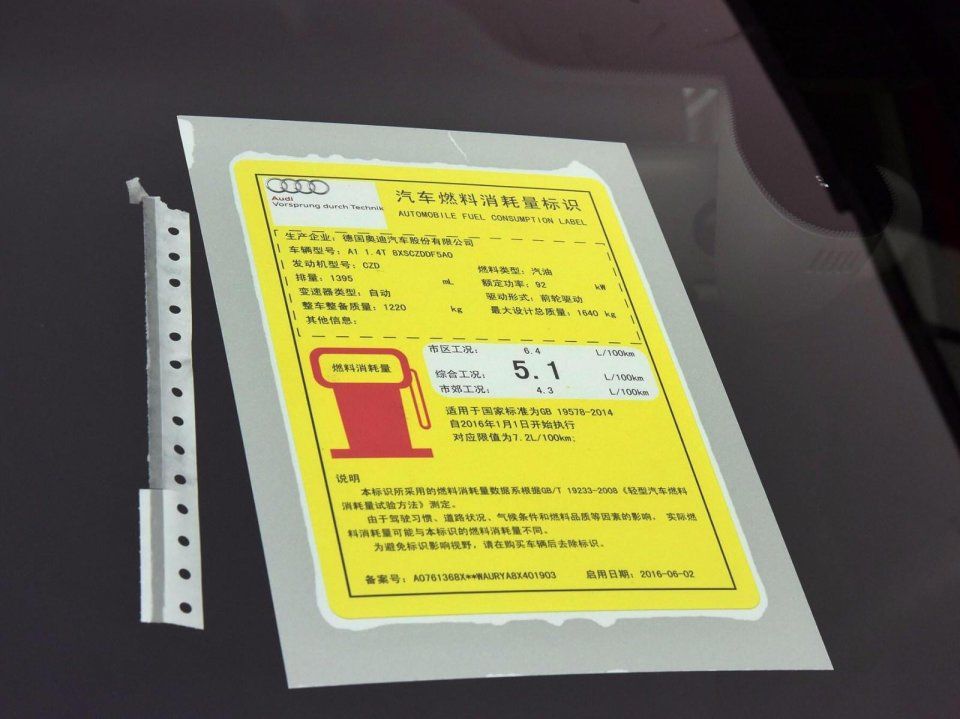 Audi
Vorsprung durch Technik
汽车燃料消耗量标识
AUTOMOBILE FUEL CONSUMPTION LABEL
生产企业：德国奥迪汽车股份有限公司
车辆型号：A1 1.4T 8XSCZDDF5A0
发动机型号：CZD 燃料类型：汽油
排量：1395 mL 额定功率：92 kW
变速器类型：自动 驱动形式：前轮驱动
整车整备质量：1220 kg 最大设计总质量：1640 kg
其他信息：
燃料消耗量
市区工况： 6.4 L/100km
综合工况： 5.1 L/100km
市郊工况： 4.3 L/100km
适用于国家标准为GB 19578-2014
自2016年1月1日开始执行
对应限值为7.2L/100km；
说明
本标识所采用的燃料消耗量数据系根据GB/T 19233-2008《轻型汽车燃料
消耗量试验方法》测定。
由于驾驶习惯、道路状况、气候条件和燃料品质等因素的影响，实际燃
料消耗量可能与本标识的燃料消耗量不同。
为避免标识影响视野，请在购买车辆后去除标识。
备案号：A0761368X**WAURYA8X401903 启用日期：2016-06-02